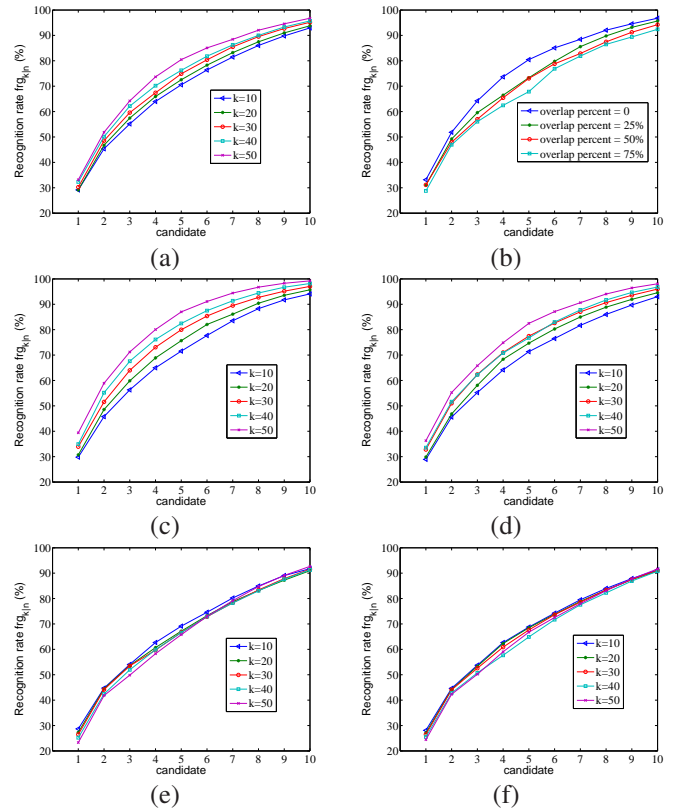 100
90
80
70
60
50
40
30
20
Recognition rate frg k|n (%)
k=10
k=20
k=30
k=40
k=50
1 2 3 4 5 6 7 8 9 10
candidate
(a)
100
90
80
70
60
50
40
30
20
Recognition rate frg k|n (%)
overlap percent = 0
overlap percent = 25%
overlap percent = 50%
overlap percent = 75%
1 2 3 4 5 6 7 8 9 10
candidate
(b)
100
90
80
70
60
50
40
30
20
Recognition rate frg k|n (%)
k=10
k=20
k=30
k=40
k=50
1 2 3 4 5 6 7 8 9 10
candidate
(c)
100
90
80
70
60
50
40
30
20
Recognition rate frg k|n (%)
k=10
k=20
k=30
k=40
k=50
1 2 3 4 5 6 7 8 9 10
candidate
(d)
100
90
80
70
60
50
40
30
20
Recognition rate frg k|n (%)
k=10
k=20
k=30
k=40
k=50
1 2 3 4 5 6 7 8 9 10
candidate
(e)
100
90
80
70
60
50
40
30
20
Recognition rate frg k|n (%)
k=10
k=20
k=30
k=40
k=50
1 2 3 4 5 6 7 8 9 10
candidate
(f)